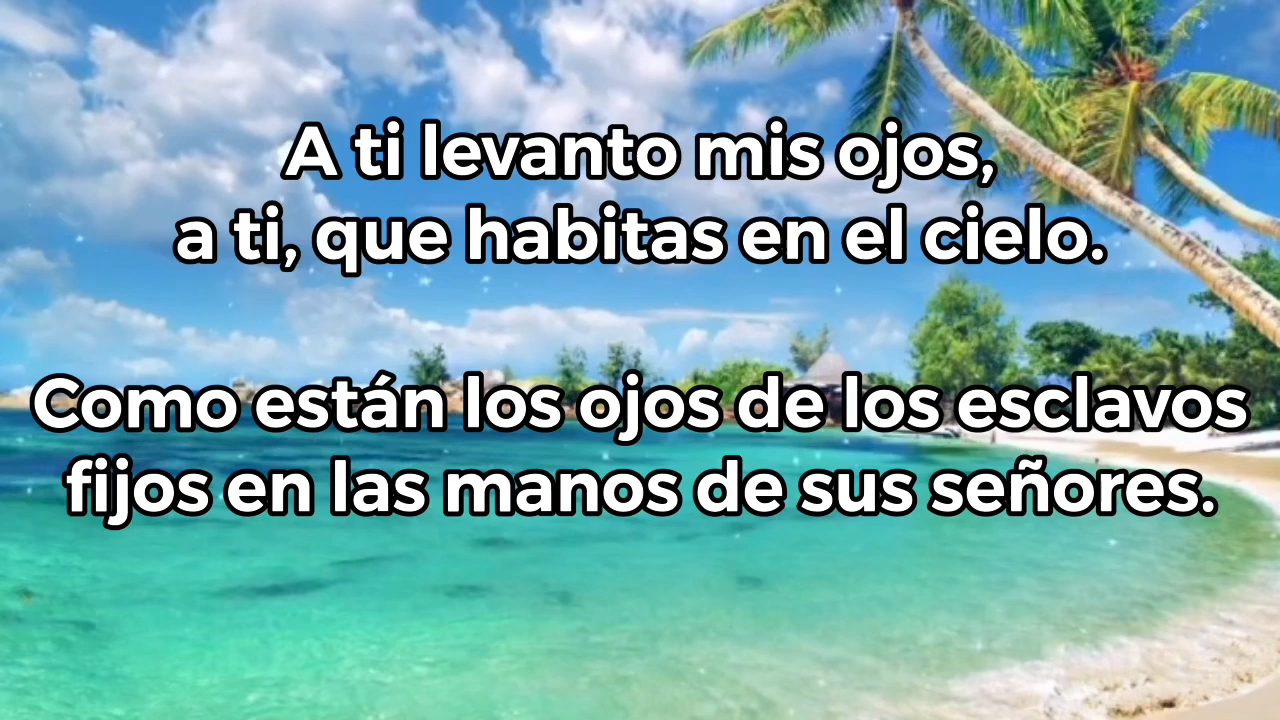 A ti levanto mis ojos,
a ti, que habitas en el cielo.
Como están los ojos de los esclavos
fijos en las manos de sus señores.